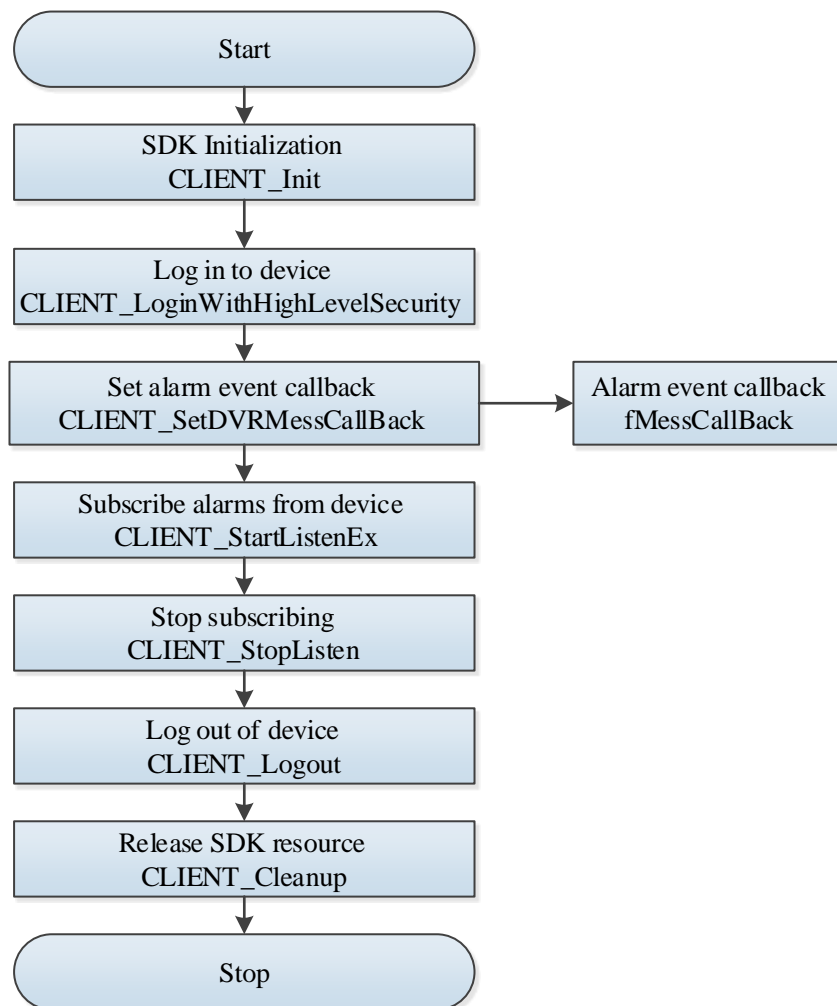 Start
SDK Initialization
CLIENT_Init
Log in to device
CLIENT_LoginWithHighLevelSecurity
Set alarm event callback
CLIENT_SetDVRMessCallBack
Alarm event callback
fMessCallBack
Subscribe alarms from device
CLIENT_StartListenEx
Stop subscribing
CLIENT_StopListen
Log out of device
CLIENT_Logout
Release SDK resource
CLIENT_Cleanup
Stop